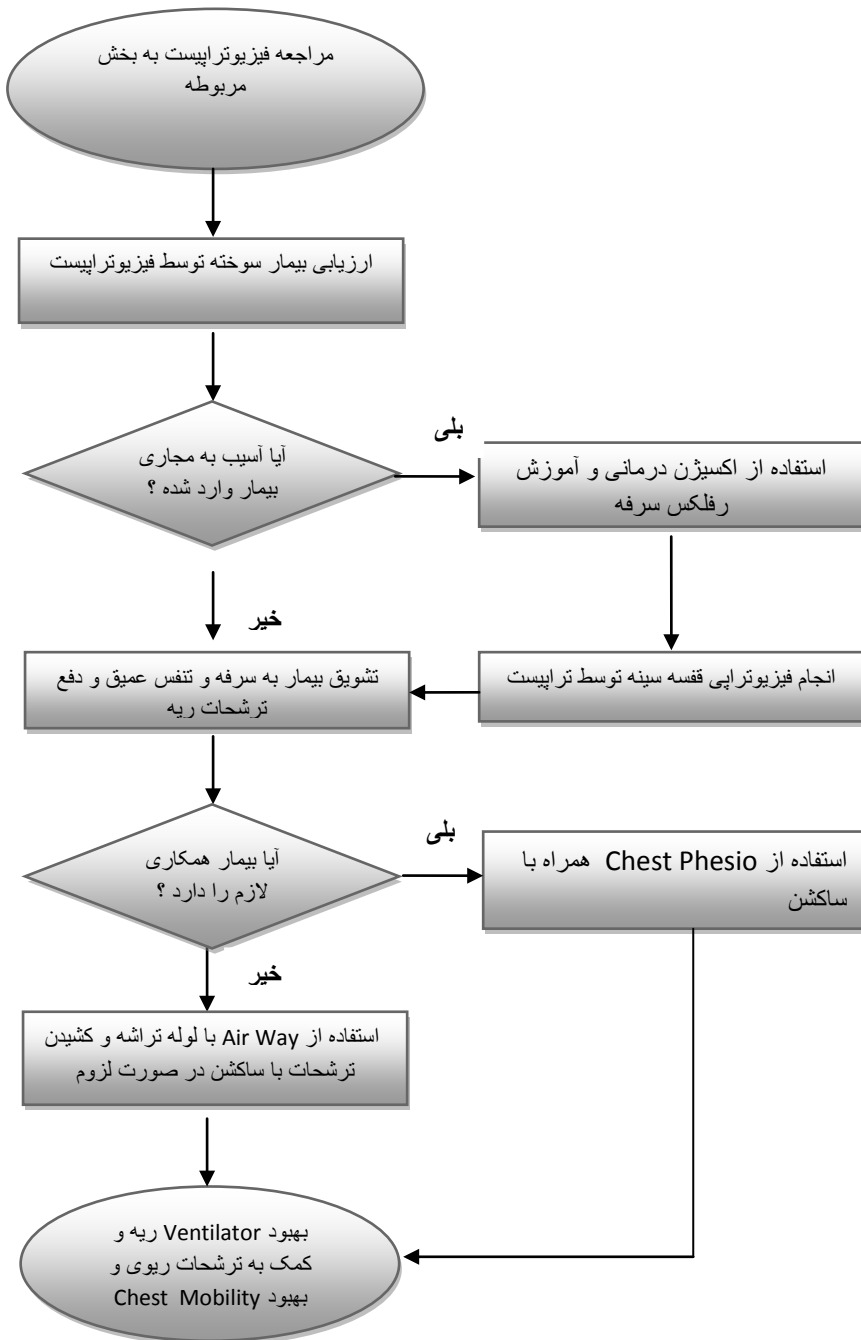 مراجعه فیزیوتراپیست به بخش
مربوطه
ارزیابی بیمار سوخته توسط فیزیوتراپیست
آیا آسیب به مجاری
بیمار وارد شده ؟
بلی
استفاده از اکسیژن درمانی و آموزش
رفلکس سرفه
خیر
انجام فیزیوتراپی قفسه سینه توسط تراپیست
تشویق بیمار به سرفه و تنفس عمیق و دفع
ترشحات ریه
آیا بیمار همکاری
لازم را دارد ؟
بلی
استفاده از Chest Phesio همراه با
ساکشن
خیر
استفاده از Air Way با لوله تراشه و کشیدن
ترشحات با ساکشن در صورت لزوم
بهبود Ventilator ریه و
کمک به ترشحات ریوی و
بهبود Chest Mobility